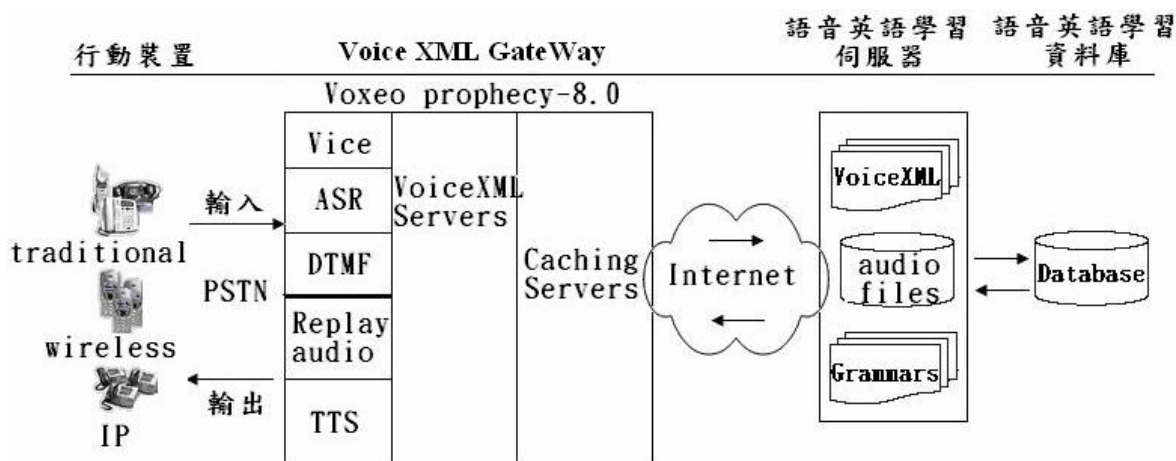 行動裝置
Voice XML GateWay
語音英語學習
伺服器
語音英語學習
資料庫
Voxeo prophecy-8.0
traditional
wireless
IP
輸入
PSTN
輸出
Vice
ASR
DTMF
Replay
audio
TTS
VoiceXML
Servers
Caching
Servers
Internet
VoiceXML
audio
files
Grammars
Database